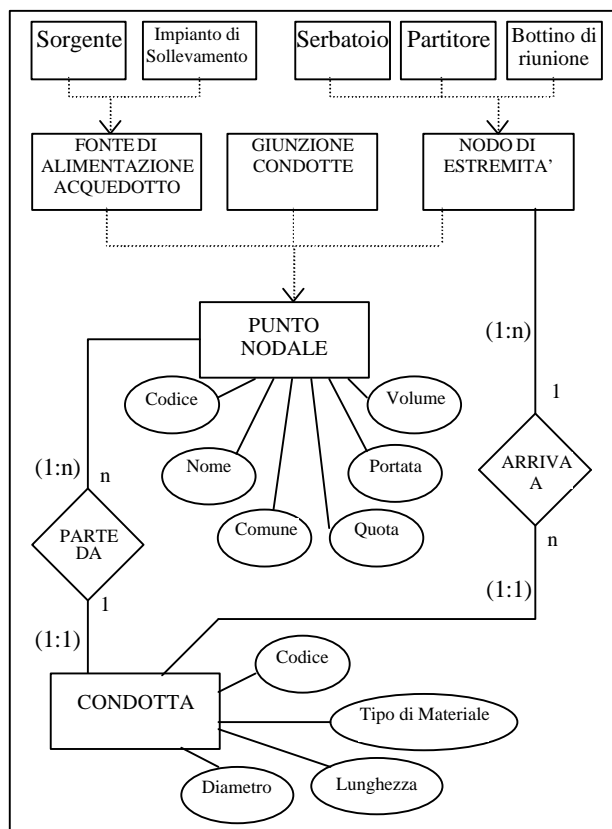 Sorgente
Impianto di
Sollevamento
Serbatoio
Partitore
Bottino di
riunione
FONTE DI
ALIMENTAZIONE
ACQUEDOTTO
GIUNZIONE
CONDOTTE
NODO DI
ESTREMITA'
PUNTO
NODALE
(1:n)
1
Codice
Volume
Nome
Portata
ARRIVA
A
(1:n)
n
Comune
Quota
PARTE
DA
n
(1:1)
1
(1:1)
Codice
CONDOTTA
Tipo di Materiale
Diametro
Lunghezza